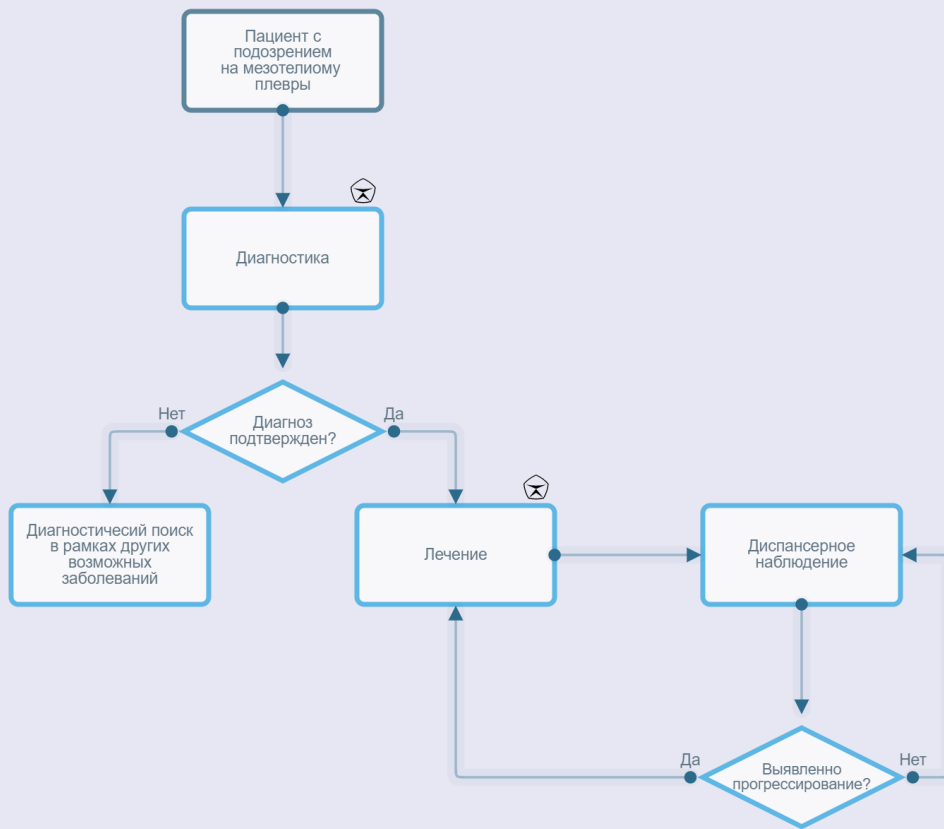 Пациент с
подозрением
на мезотелиому
плевры
Диагностика
Нет
Диагноз
подтвержден?
Да
Диагностичесий поиск
в рамках других
возможных
заболеваний
Лечение
Диспансерное
наблюдение
Да
Выявленно
прогрессирование?
Нет